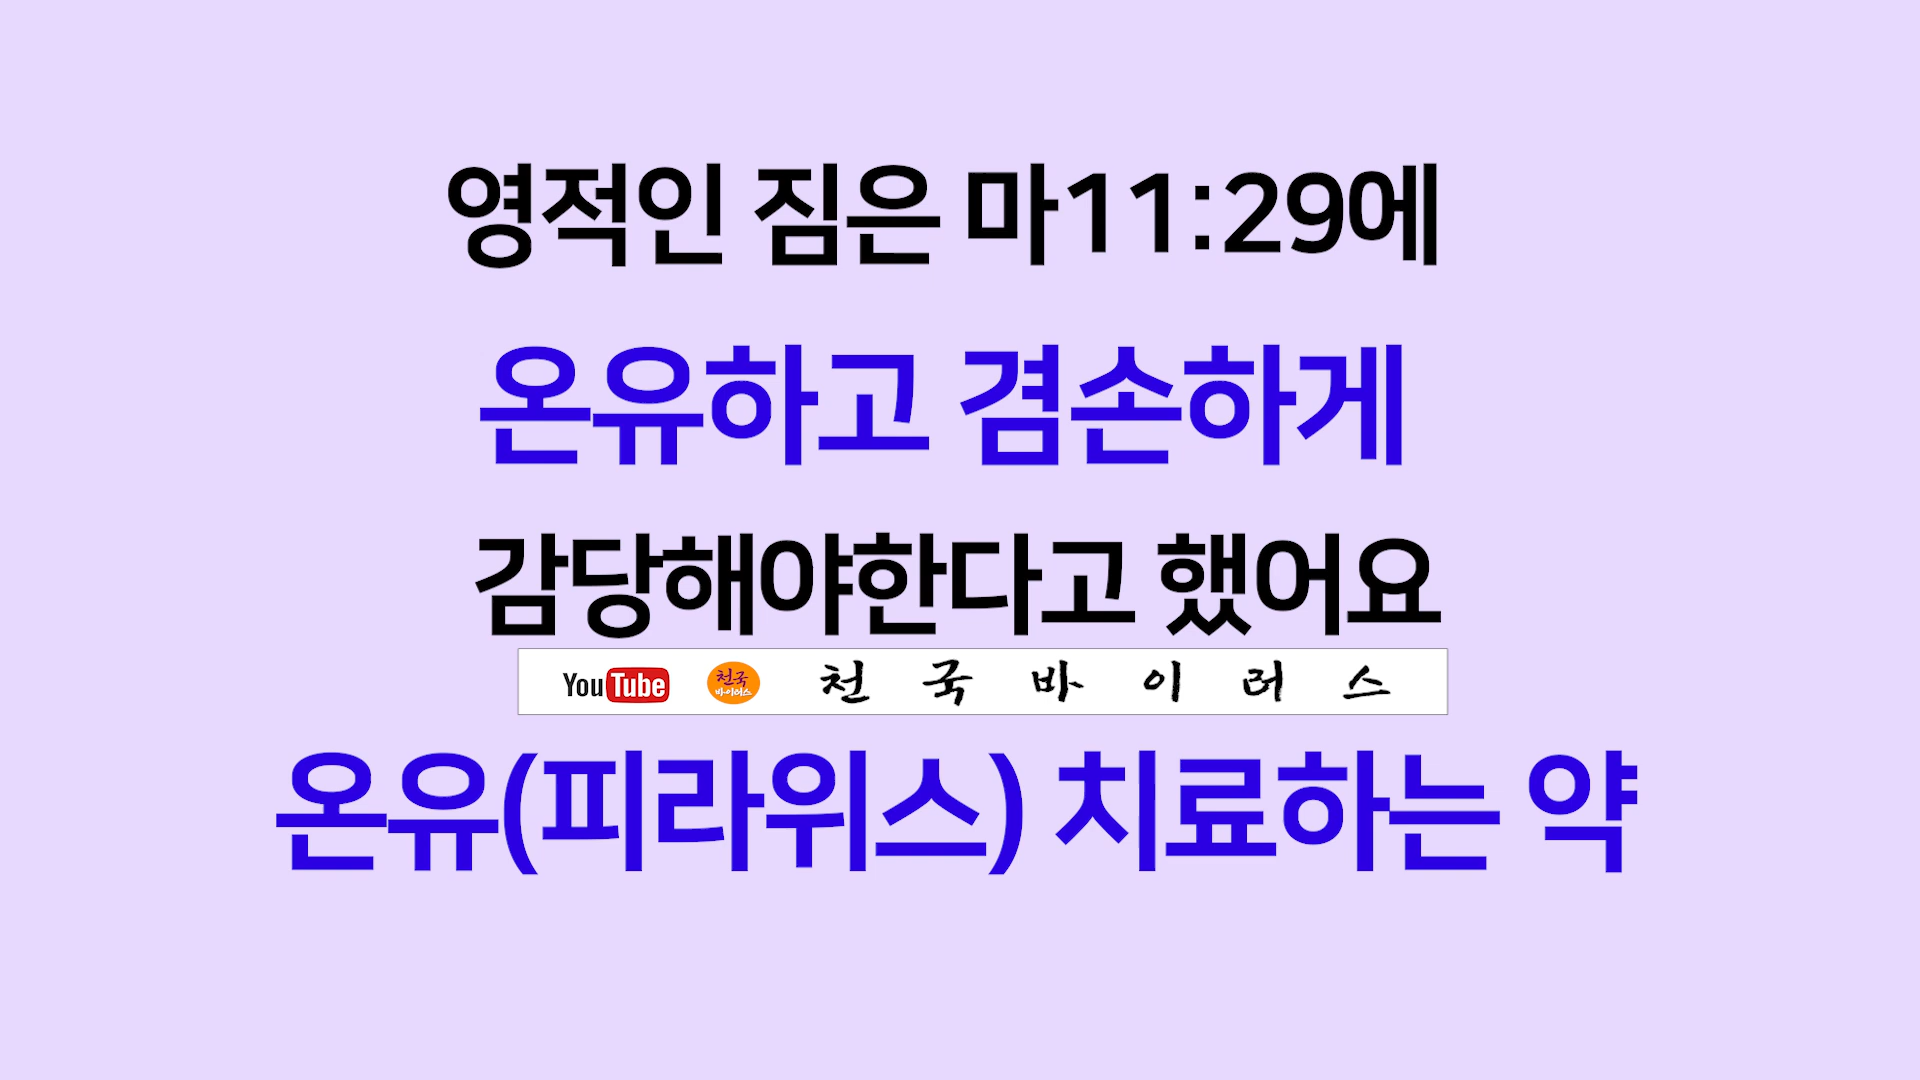 영적인 짐은 마11:29에
온유하고 겸손하게
감당해야한다고 했어요
YouTube 천국 바이러스 천국바이러스
온유(피라위스) 치료하는 약